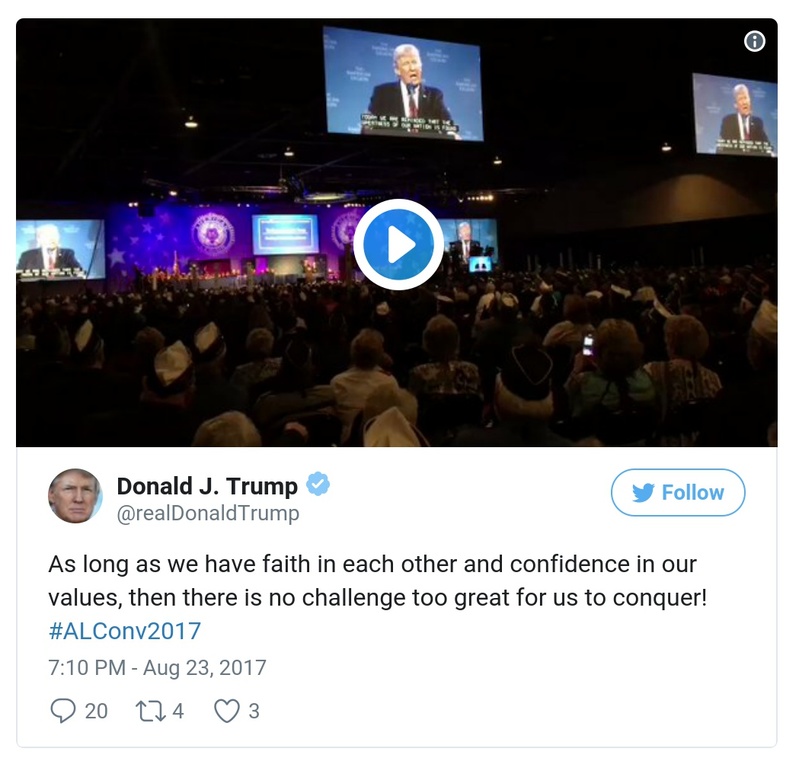 TODAY WE ARE REMINDED THAT THE
GREATNESS OF OUR NATION IS FOUND
Donald J. Trump
@realDonaldTrump
Follow
As long as we have faith in each other and confidence in our
values, then there is no challenge too great for us to conquer!
#ALConv2017
7:10 PM - Aug 23, 2017
20 4 3